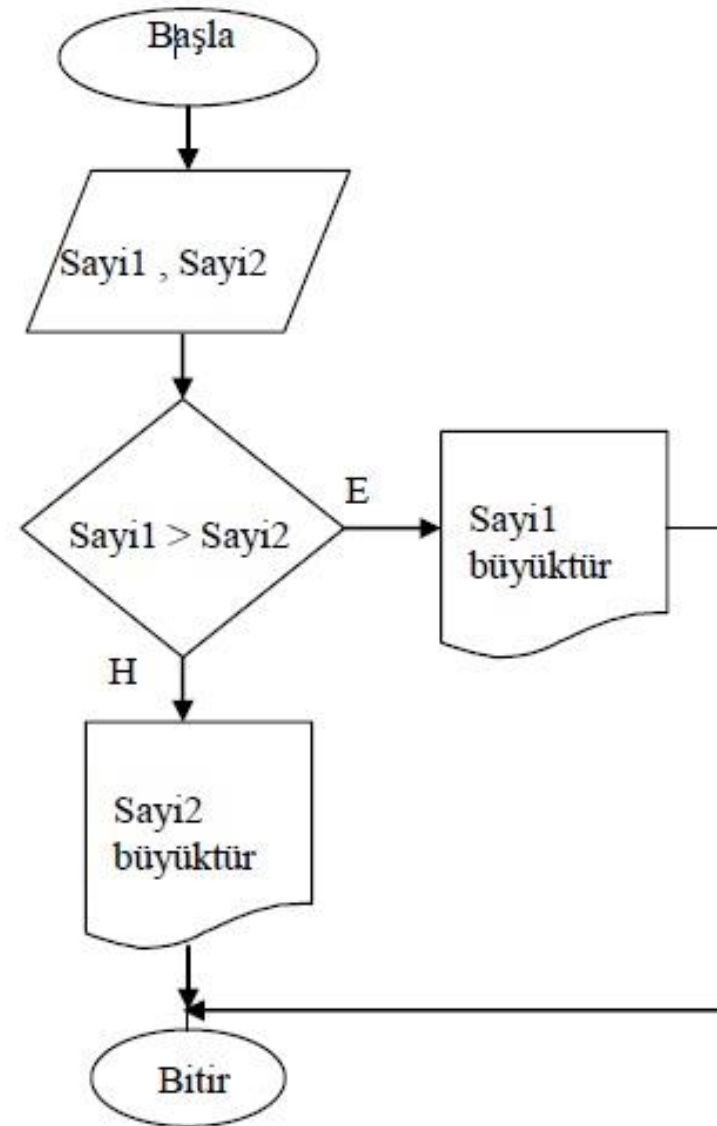 Başla
Sayi1 , Sayi2
Sayi1 > Sayi2
E
Sayi1
büyüktür
H
Sayi2
büyüktür
Bitir